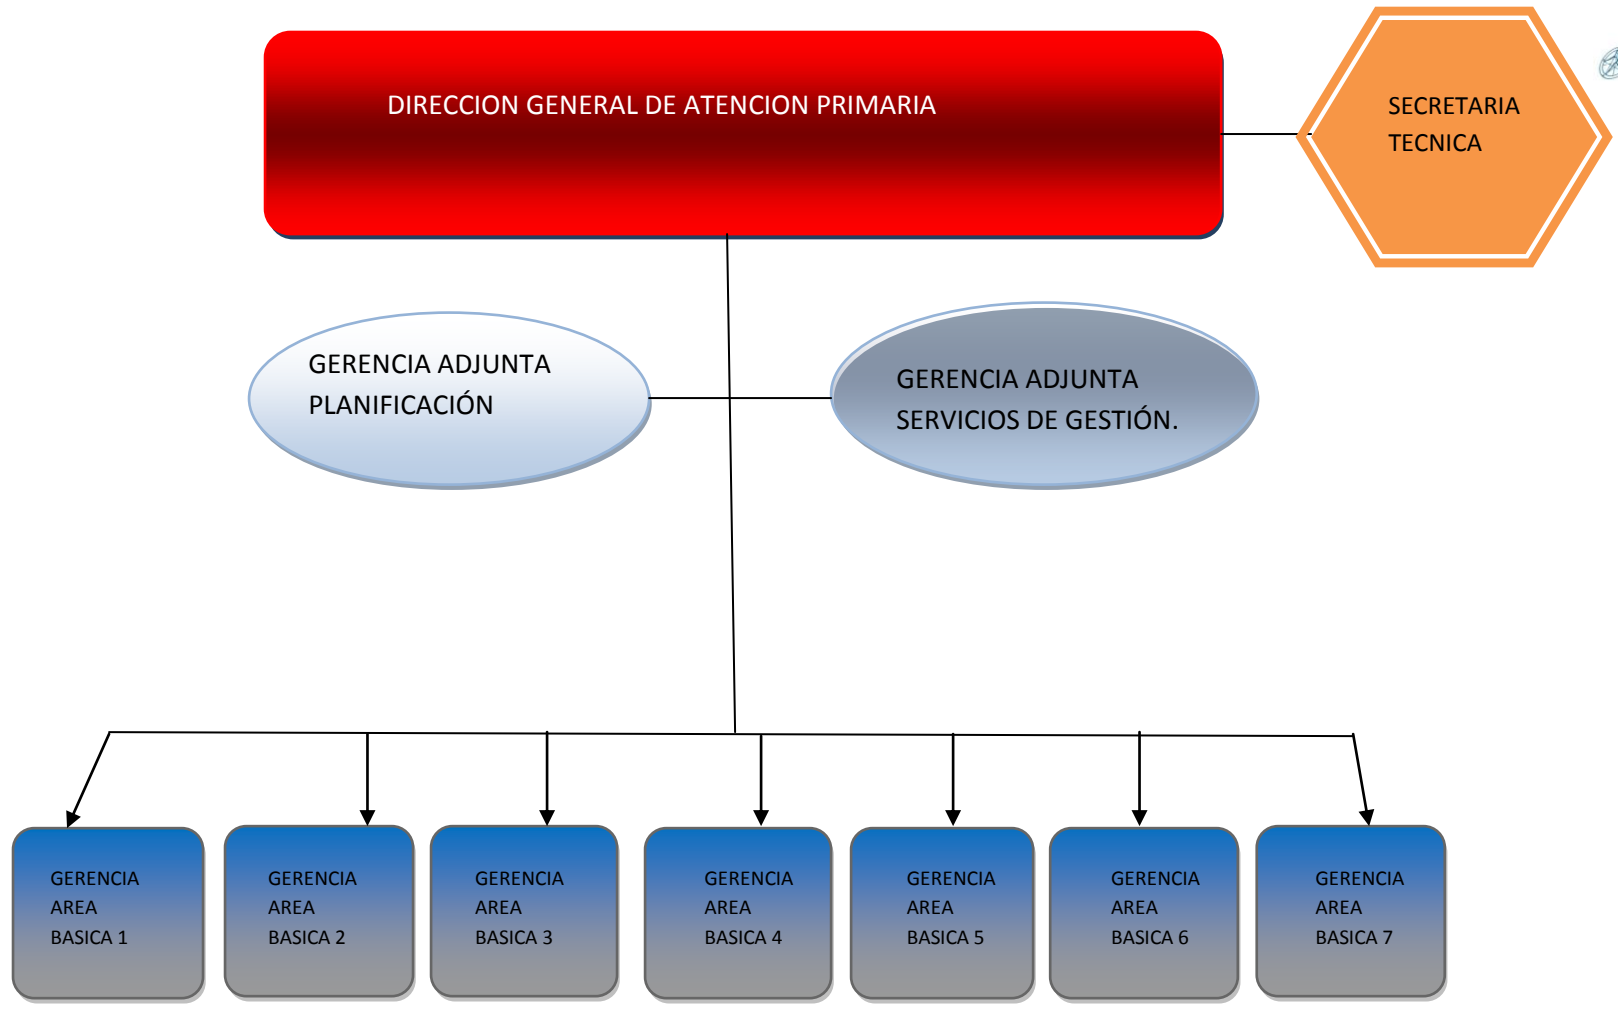 DIRECCION GENERAL DE ATENCION PRIMARIA
SECRETARIA
TECNICA
GERENCIA ADJUNTA
PLANIFICACIÓN
GERENCIA ADJUNTA
SERVICIOS DE GESTIÓN.
GERENCIA
AREA
BASICA 1
GERENCIA
AREA
BASICA 2
GERENCIA
AREA
BASICA 3
GERENCIA
AREA
BASICA 4
GERENCIA
AREA
BASICA 5
GERENCIA
AREA
BASICA 6
GERENCIA
AREA
BASICA 7